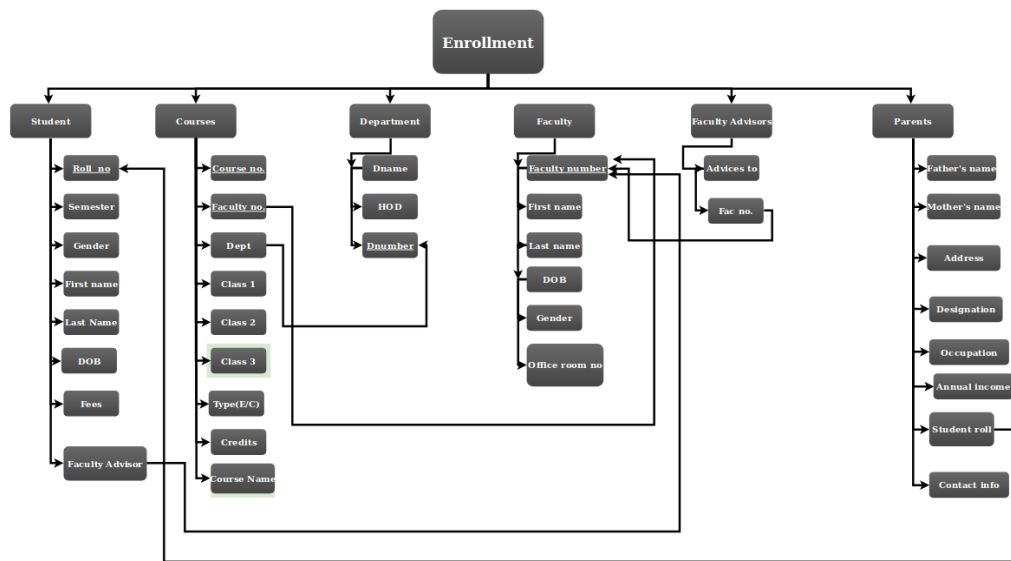 Enrollment
Student
Courses
Department
Faculty
Faculty Advisors
Parents
Roll_no
Semester
Gender
First name
Last Name
DOB
Fees
Faculty Advisor
Course no.
Faculty no.
Dept
Class 1
Class 2
Class 3
Type(E/C)
Credits
Course Name
Dname
HOD
Dnumber
Faculty number
First name
Last name
DOB
Gender
Office room no
Advices to
Fac no.
Father's name
Mother's name
Address
Designation
Occupation
Annual income
Student roll
Contact info